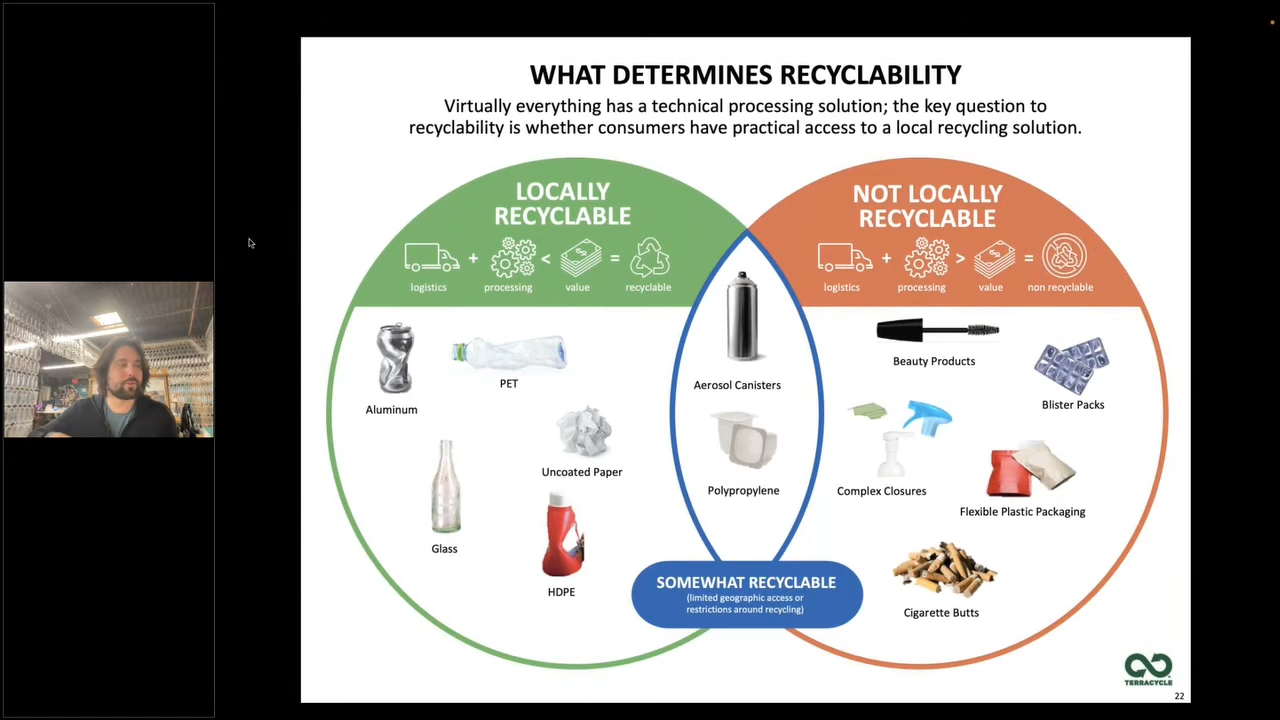 WHAT DETERMINES RECYCLABILITY
Virtually everything has a technical processing solution; the key question to
recyclability is whether consumers have practical access to a local recycling solution.
LOCALLY
RECYCLABLE
logistics + processing < value = recyclable
NOT LOCALLY
RECYCLABLE
logistics + processing > value = non recyclable
Aluminum
PET
Uncoated Paper
Glass
HDPE
Aerosol Canisters
Polypropylene
SOMEWHAT RECYCLABLE
(limited geographic access or
restrictions around recycling)
Beauty Products
Blister Packs
Complex Closures
Flexible Plastic Packaging
Cigarette Butts
TERRACYCLE
22